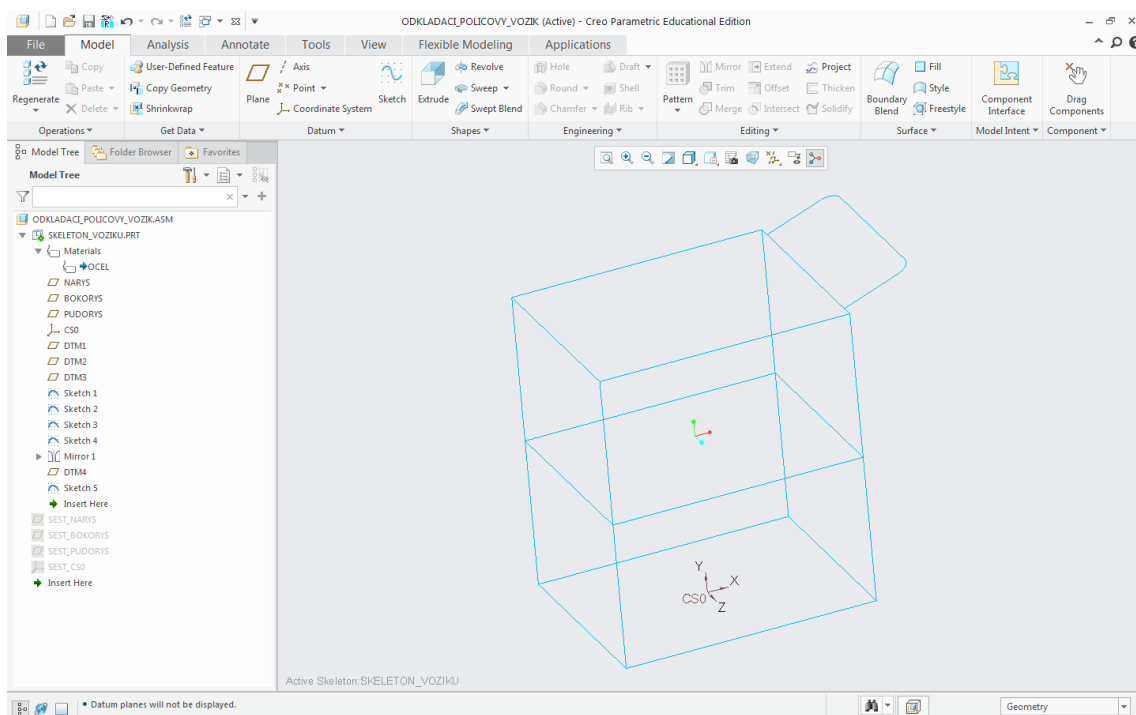 ODKLADACI_POLICOVY_VOZIK (Active) - Creo Parametric Educational Edition
File Model Analysis Annotate Tools View Flexible Modeling Applications
Regenerate
Copy
Paste
Delete
Operations
User-Defined Feature
Copy Geometry
Shrinkwrap
Get Data
Plane
Axis
Point
Coordinate System
Sketch
Datum
Extrude
Revolve
Sweep
Swept Blend
Shapes
Hole
Round
Chamfer
Draft
Shell
Rib
Engineering
Pattern
Mirror
Trim
Merge
Extend
Offset
Intersect
Project
Thicken
Solidify
Editing
Boundary
Blend
Fill
Style
Freestyle
Surface
Component
Interface
Model Intent
Drag
Components
Component
Model Tree Folder Browser Favorites
Model Tree
ODKLADACI_POLICOVY_VOZIK.ASM
SKELETON_VOZIKU.PRT
Materials
OCEL
NARYS
BOKORYS
PUDORYS
CS0
DTM1
DTM2
DTM3
Sketch 1
Sketch 2
Sketch 3
Sketch 4
Mirror 1
DTM4
Sketch 5
Insert Here
SEST_NARYS
SEST_BOKORYS
SEST_PUDORYS
SEST_CS0
Insert Here
Y
X
CS0
Z
Active Skeleton:SKELETON_VOZIKU
• Datum planes will not be displayed.
Geometry